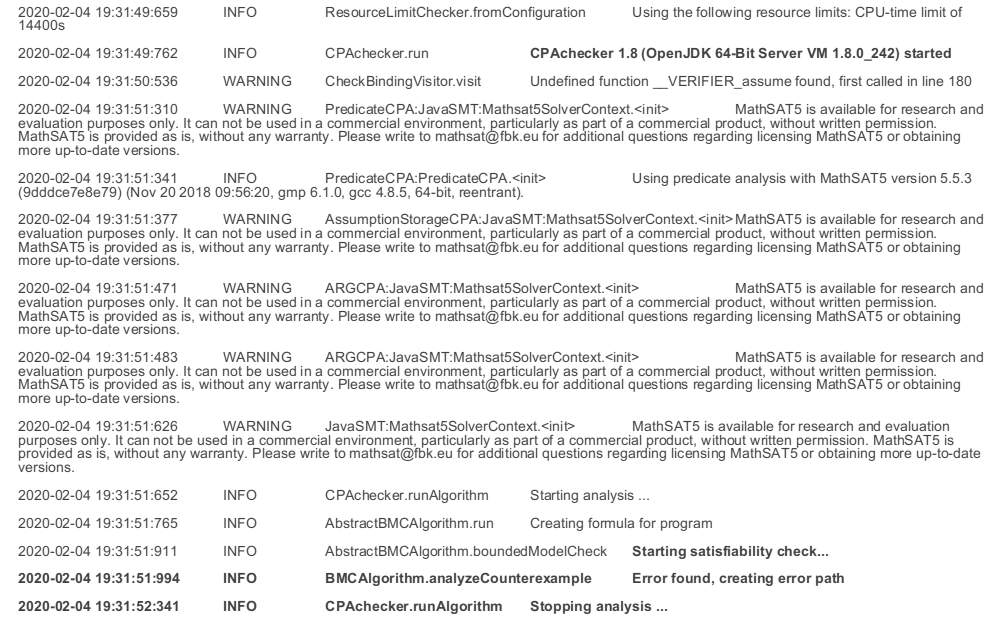 2020-02-04 19:31:49:659 INFO ResourceLimitChecker.fromConfiguration Using the following resource limits: CPU-time limit of
14400s
2020-02-04 19:31:49:762 INFO CPAchecker.run CPAchecker 1.8 (OpenJDK 64-Bit Server VM 1.8.0_242) started
2020-02-04 19:31:50:536 WARNING CheckBindingVisitor.visit Undefined function __VERIFIER_assume found, first called in line 180
2020-02-04 19:31:51:310 WARNING PredicateCPA:JavaSMT:Mathsat5SolverContext.<init> MathSAT5 is available for research and
evaluation purposes only. It can not be used in a commercial environment, particularly as part of a commercial product, without written permission.
MathSAT5 is provided as is, without any warranty. Please write to mathsat@fbk.eu for additional questions regarding licensing MathSAT5 or obtaining
more up-to-date versions.
2020-02-04 19:31:51:341 INFO PredicateCPA:PredicateCPA.<init> Using predicate analysis with MathSAT5 version 5.5.3
(9dddce7e8e79) (Nov 20 2018 09:56:20, gmp 6.1.0, gcc 4.8.5, 64-bit, reentrant).
2020-02-04 19:31:51:377 WARNING AssumptionStorageCPA:JavaSMT:Mathsat5SolverContext.<init> MathSAT5 is available for research and
evaluation purposes only. It can not be used in a commercial environment, particularly as part of a commercial product, without written permission.
MathSAT5 is provided as is, without any warranty. Please write to mathsat@fbk.eu for additional questions regarding licensing MathSAT5 or obtaining
more up-to-date versions.
2020-02-04 19:31:51:471 WARNING ARGCPA:JavaSMT:Mathsat5SolverContext.<init> MathSAT5 is available for research and
evaluation purposes only. It can not be used in a commercial environment, particularly as part of a commercial product, without written permission.
MathSAT5 is provided as is, without any warranty. Please write to mathsat@fbk.eu for additional questions regarding licensing MathSAT5 or obtaining
more up-to-date versions.
2020-02-04 19:31:51:483 WARNING ARGCPA:JavaSMT:Mathsat5SolverContext.<init> MathSAT5 is available for research and
evaluation purposes only. It can not be used in a commercial environment, particularly as part of a commercial product, without written permission.
MathSAT5 is provided as is, without any warranty. Please write to mathsat@fbk.eu for additional questions regarding licensing MathSAT5 or obtaining
more up-to-date versions.
2020-02-04 19:31:51:626 WARNING JavaSMT:Mathsat5SolverContext.<init> MathSAT5 is available for research and evaluation
purposes only. It can not be used in a commercial environment, particularly as part of a commercial product, without written permission. MathSAT5 is
provided as is, without any warranty. Please write to mathsat@fbk.eu for additional questions regarding licensing MathSAT5 or obtaining more up-to-date
versions.
2020-02-04 19:31:51:652 INFO CPAchecker.runAlgorithm Starting analysis ...
2020-02-04 19:31:51:765 INFO AbstractBMCAlgorithm.run Creating formula for program
2020-02-04 19:31:51:911 INFO AbstractBMCAlgorithm.boundedModelCheck Starting satisfiability check...
2020-02-04 19:31:51:994 INFO BMCAlgorithm.analyzeCounterexample Error found, creating error path
2020-02-04 19:31:52:341 INFO CPAchecker.runAlgorithm Stopping analysis ...